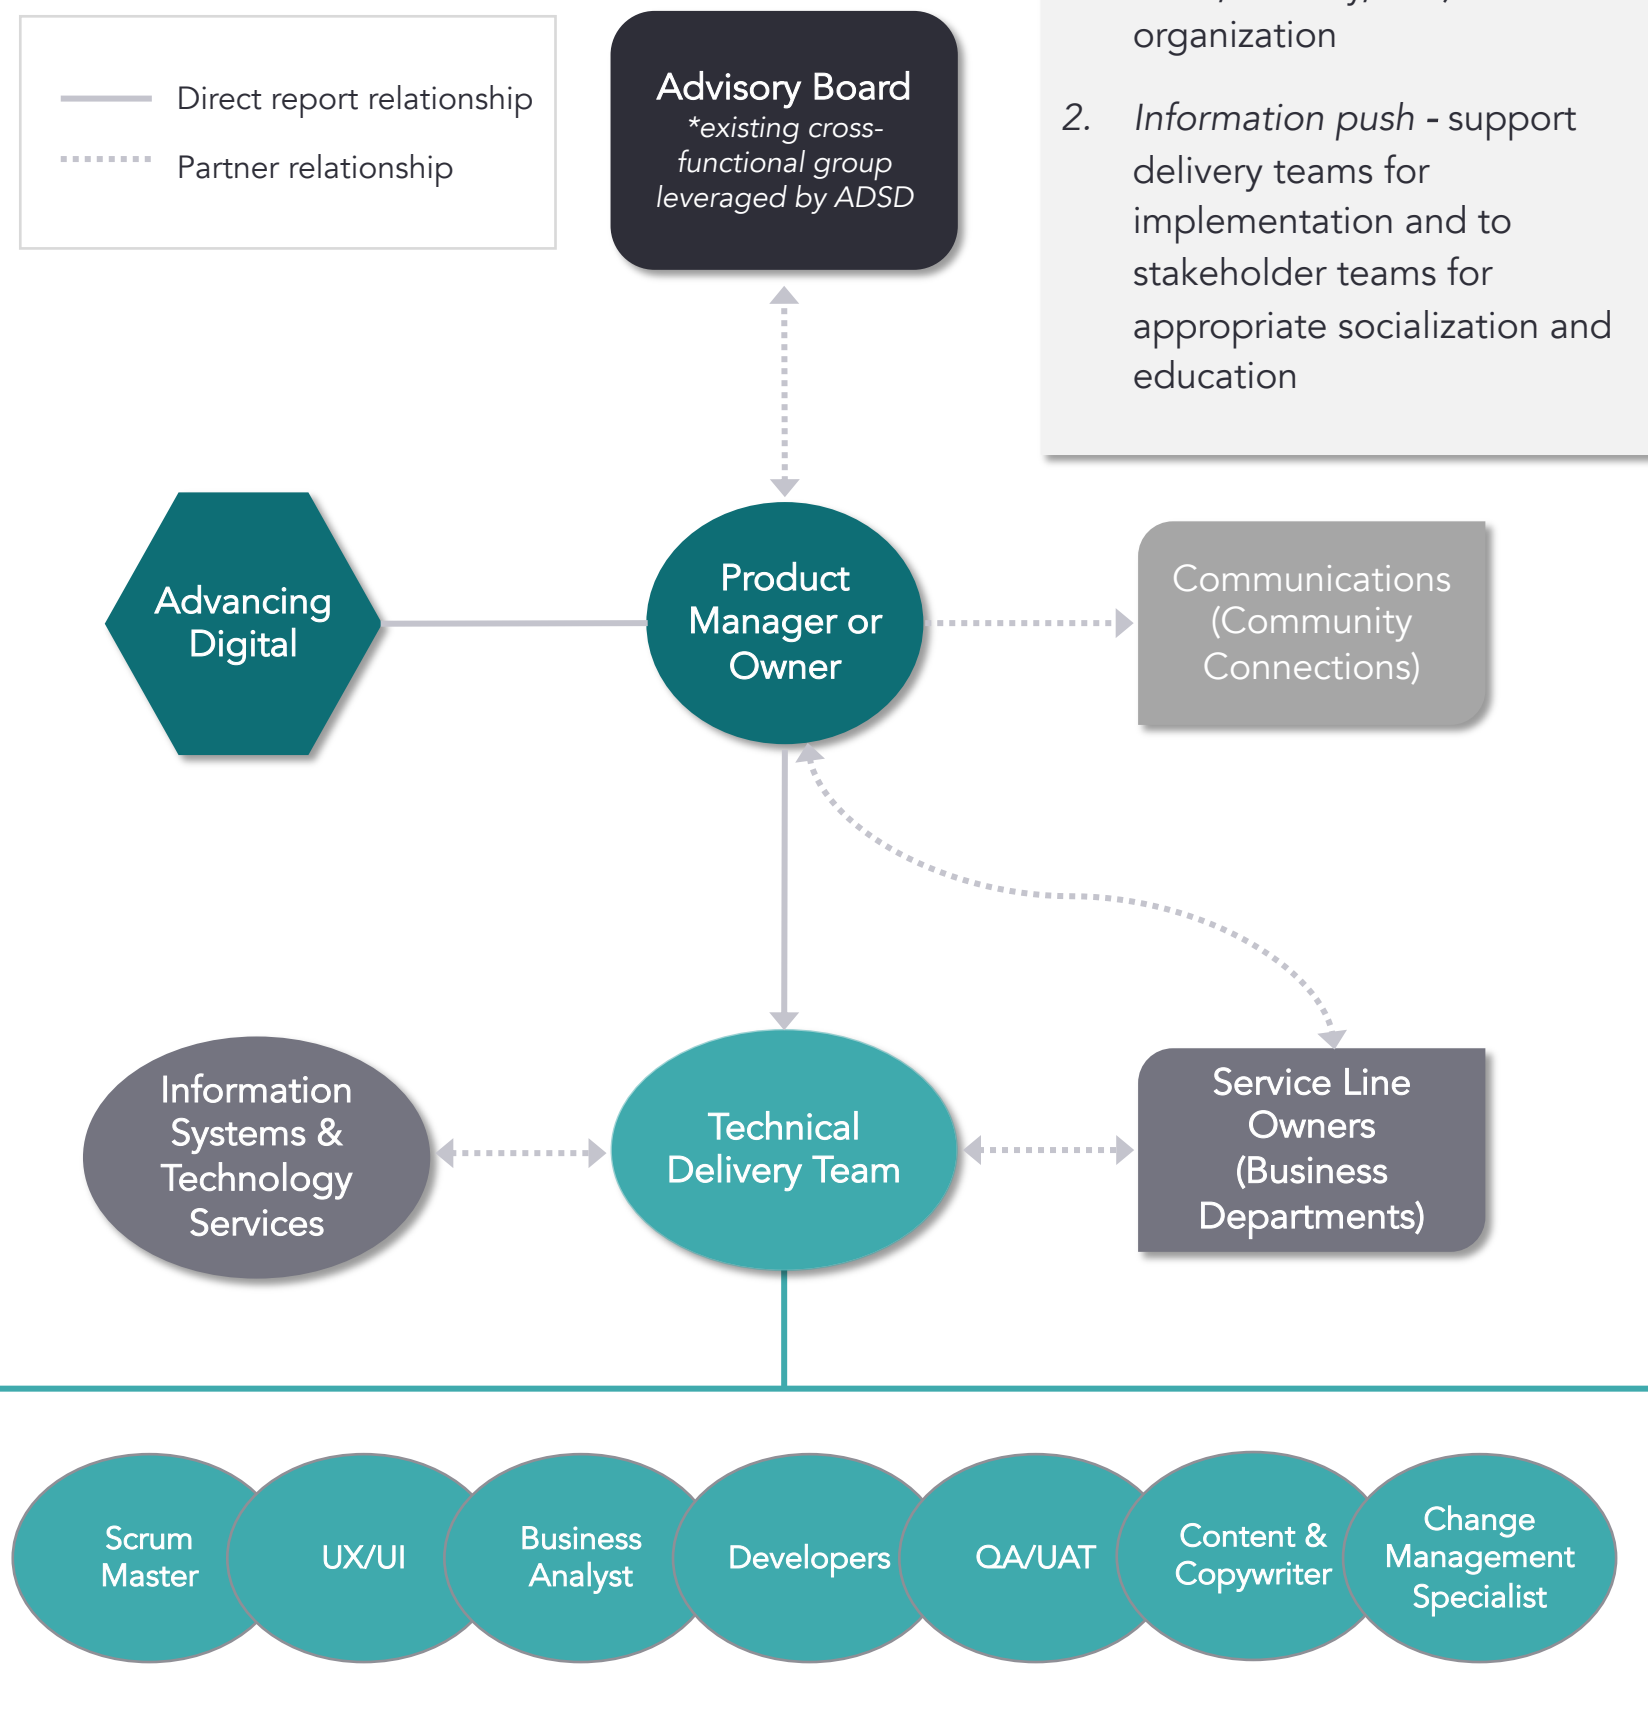 Direct report relationship
Partner relationship
Advisory Board
*existing cross-
functional group
leveraged by ADSD
organization
2. Information push - support
delivery teams for
implementation and to
stakeholder teams for
appropriate socialization and
education
Advancing
Digital
Product
Manager or
Owner
Communications
(Community
Connections)
Information
Systems &
Technology
Services
Technical
Delivery Team
Service Line
Owners
(Business
Departments)
Scrum
Master
UX/UI
Business
Analyst
Developers
QA/UAT
Content &
Copywriter
Change
Management
Specialist